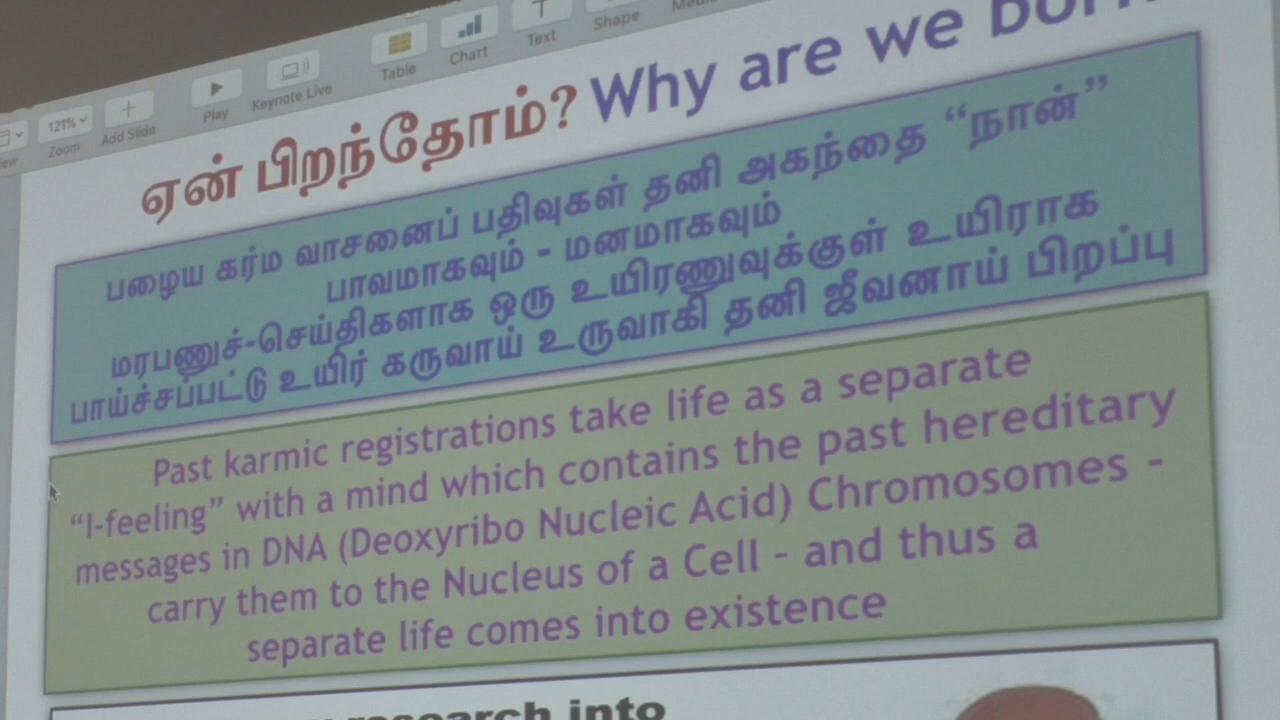 Table
Chart
Text
Shape
Play
Keynote Live
121%
Zoom
Add Slide
ஏன் பிறந்தோம்? Why are we
பழைய கர்ம வாசனைப் பதிவுகள் தனி அகந்தை “நான்”
பாவமாகவும் - மனமாகவும்
மரபணுச்-செய்திகளாக ஒரு உயிரணுவுக்குள் உயிராக
பாய்ச்சப்பட்டு உயிர் கருவாய் உருவாகி தனி ஜீவனாய் பிறப்பு
Past karmic registrations take life as a separate
“I-feeling” with a mind which contains the past hereditary
messages in DNA (Deoxyribo Nucleic Acid) Chromosomes -
carry them to the Nucleus of a Cell - and thus a
separate life comes into existence
research into